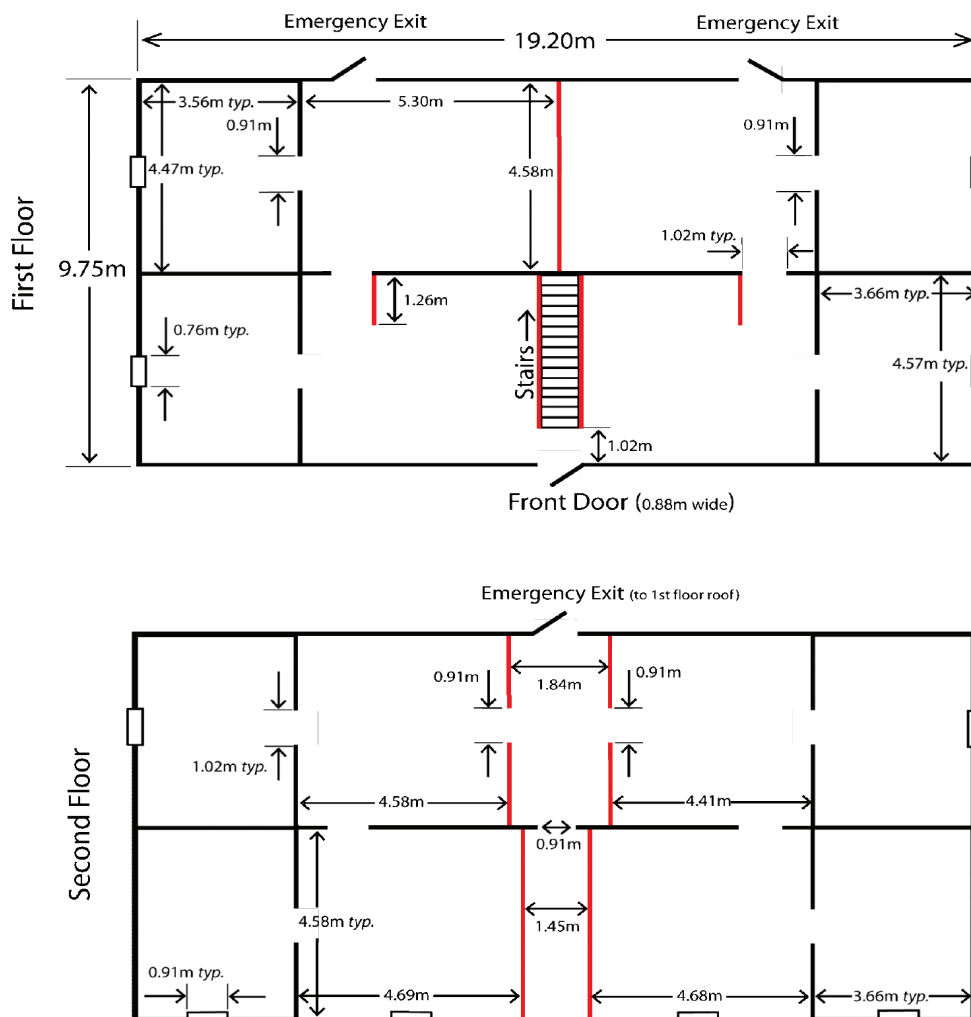 Emergency Exit
Emergency Exit
19.20m
3.56m typ.
5.30m
0.91m
0.91m
4.47m typ.
4.58m
First Floor
9.75m
1.02m typ.
1.26m
3.66m typ.
0.76m typ.
Stairs
4.57m typ.
1.02m
Front Door (0.88m wide)
Emergency Exit (to 1st floor roof)
0.91m
1.84m
0.91m
Second Floor
1.02m typ.
4.58m
4.41m
0.91m
4.58m typ.
1.45m
0.91m typ.
4.69m
4.68m
3.66m typ.